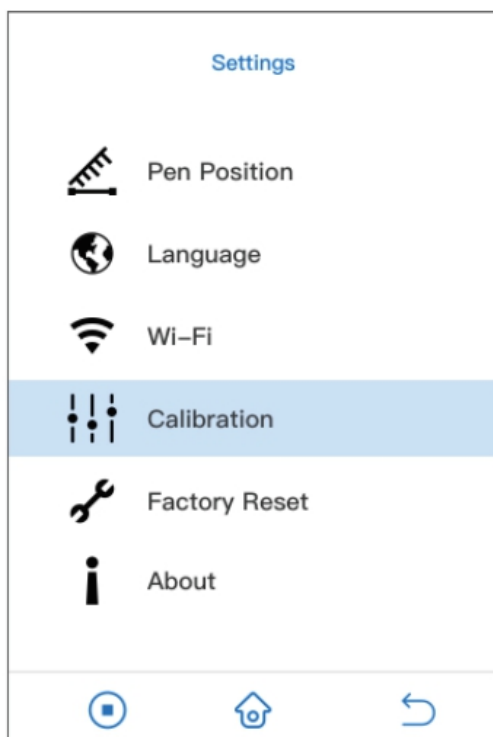 Settings
Pen Position
Language
Wi-Fi
Calibration
Factory Reset
About